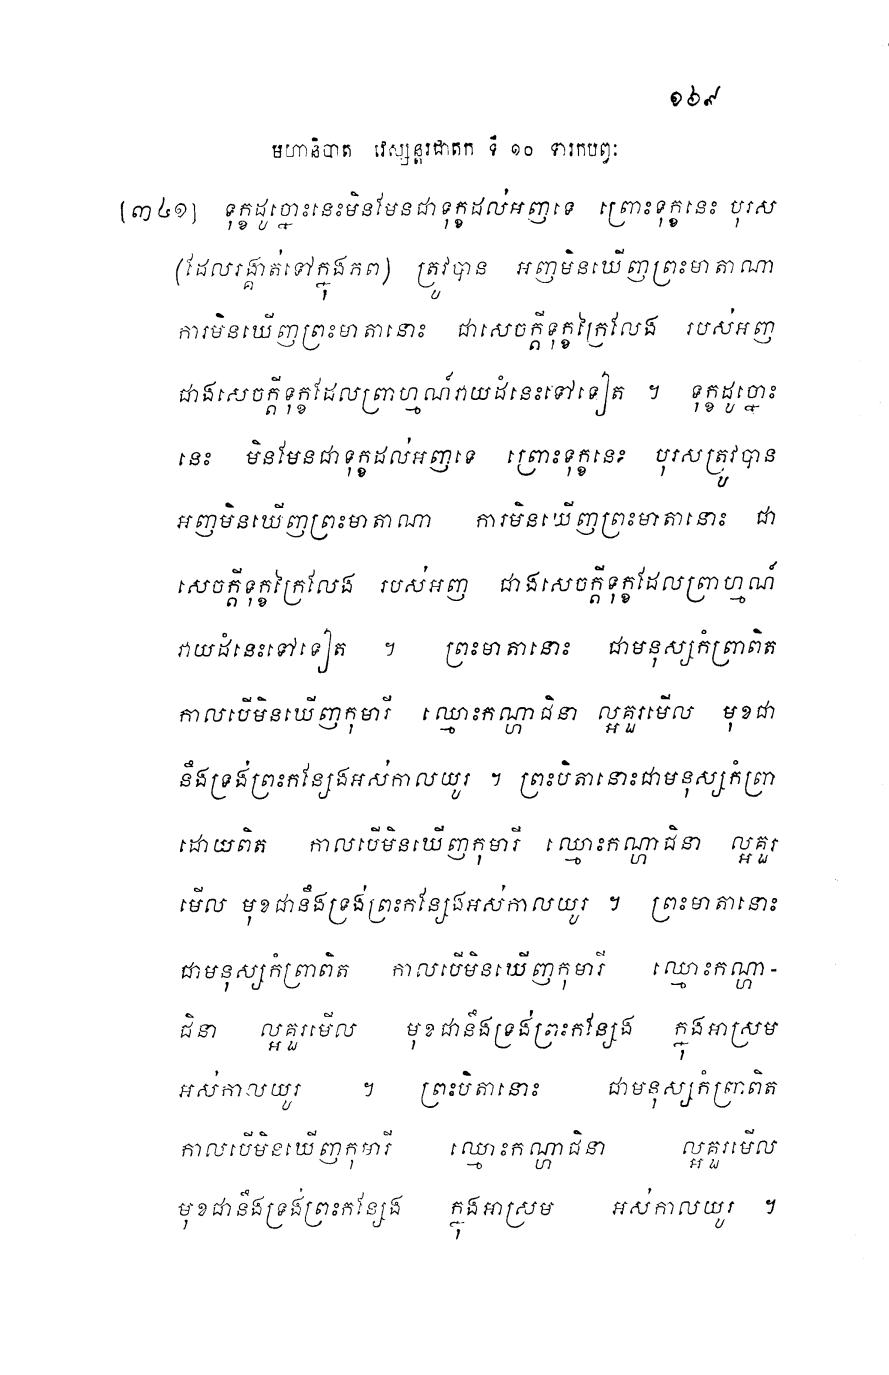 ១៦៩
មហានិបាត វេស្សន្តរជាតក ទី ១០ ទារកបព្វៈ
[៣៤១] ទុក្ខដូច្នោះនេះមិនមែនជាទុក្ខដល់អញទេ ព្រោះទុក្ខនេះ បុរស
(ដែលរង្គាត់ទៅក្នុងភព) ត្រូវបាន អញមិនឃើញព្រះមាតាណា
ការមិនឃើញព្រះមាតានោះ ជាសេចក្តីទុក្ខក្រៃលែង របស់អញ
ជាងសេចក្តីទុក្ខដែលព្រាហ្មណ៍វាយដំនេះទៅទៀត ។ ទុក្ខដូច្នោះ
នេះ មិនមែនជាទុក្ខដល់អញទេ ព្រោះទុក្ខនេះ បុរសត្រូវបាន
អញមិនឃើញព្រះមាតាណា ការមិនឃើញព្រះមាតានោះ ជា
សេចក្តីទុក្ខក្រៃលែង របស់អញ ជាងសេចក្តីទុក្ខដែលព្រាហ្មណ៍
វាយដំនេះទៅទៀត ។ ព្រះមាតានោះ ជាមនុស្សកំព្រាពិត
កាលបើមិនឃើញកុមារី ឈ្មោះកណ្ហាជិនា ល្អគួរមើល មុខជា
នឹងទ្រង់ព្រះកន្សែងអស់កាលយូរ ។ ព្រះបិតានោះជាមនុស្សកំព្រា
ដោយពិត កាលបើមិនឃើញកុមារី ឈ្មោះកណ្ហាជិនា ល្អគួរ
មើល មុខជានឹងទ្រង់ព្រះកន្សែងអស់កាលយូរ ។ ព្រះមាតានោះ
ជាមនុស្សកំព្រាពិត កាលបើមិនឃើញកុមារី ឈ្មោះកណ្ហា-
ជិនា ល្អគួរមើល មុខជានឹងទ្រង់ព្រះកន្សែង ក្នុងអាស្រម
អស់កាលយូរ ។ ព្រះបិតានោះ ជាមនុស្សកំព្រាពិត
កាលបើមិនឃើញកុមារី ឈ្មោះកណ្ហាជិនា ល្អគួរមើល
មុខជានឹងទ្រង់ព្រះកន្សែង ក្នុងអាស្រម អស់កាលយូរ ។